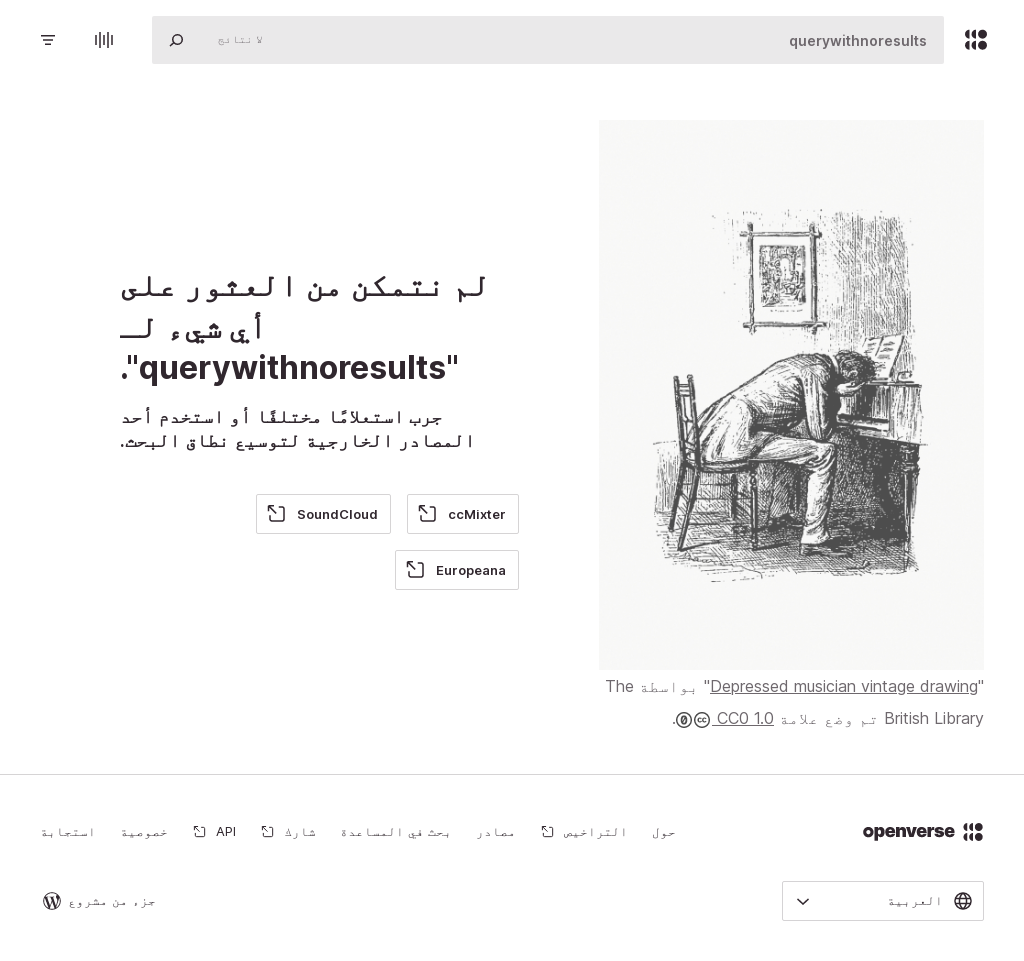 querywithnoresults
لا نتائج
لم نتمكن من العثور على
أي شيء لـ
"querywithnoresults".
جرب استعلامًا مختلفًا أو استخدم أحد
المصادر الخارجية لتوسيع نطاق البحث.
ccMixter
SoundCloud
Europeana
"Depressed musician vintage drawing" بواسطة The
British Library تم وضع علامة CC0 1.0.
openverse
حول
التراخيص
مصادر
بحث في المساعدة
شارك
API
خصوصية
استجابة
العربية
جزء من مشروع